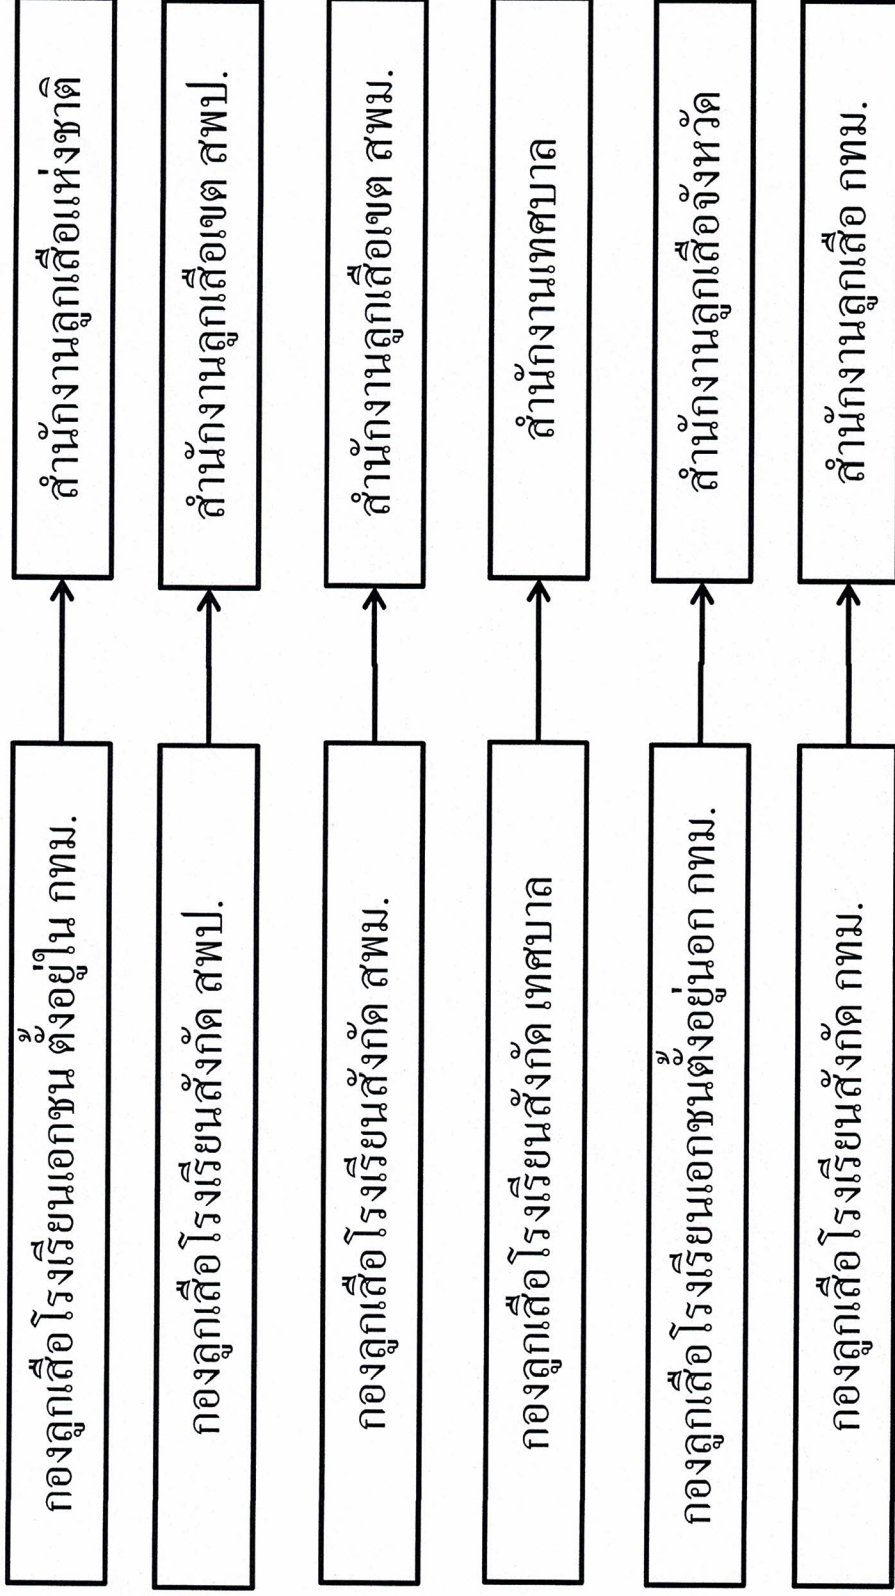 กองลูกเสือโรงเรียนเอกชน ตั้งอยู่ใน กทม.
สำนักงานลูกเสือแห่งชาติ
กองลูกเสือโรงเรียนสังกัด สพป.
สำนักงานลูกเสือเขต สพป.
กองลูกเสือโรงเรียนสังกัด สพม.
สำนักงานลูกเสือเขต สพม.
กองลูกเสือโรงเรียนสังกัด เทศบาล
สำนักงานเทศบาล
กองลูกเสือโรงเรียนเอกชนตั้งอยู่นอก กทม.
สำนักงานลูกเสือจังหวัด
กองลูกเสือโรงเรียนสังกัด กทม.
สำนักงานลูกเสือ กทม.